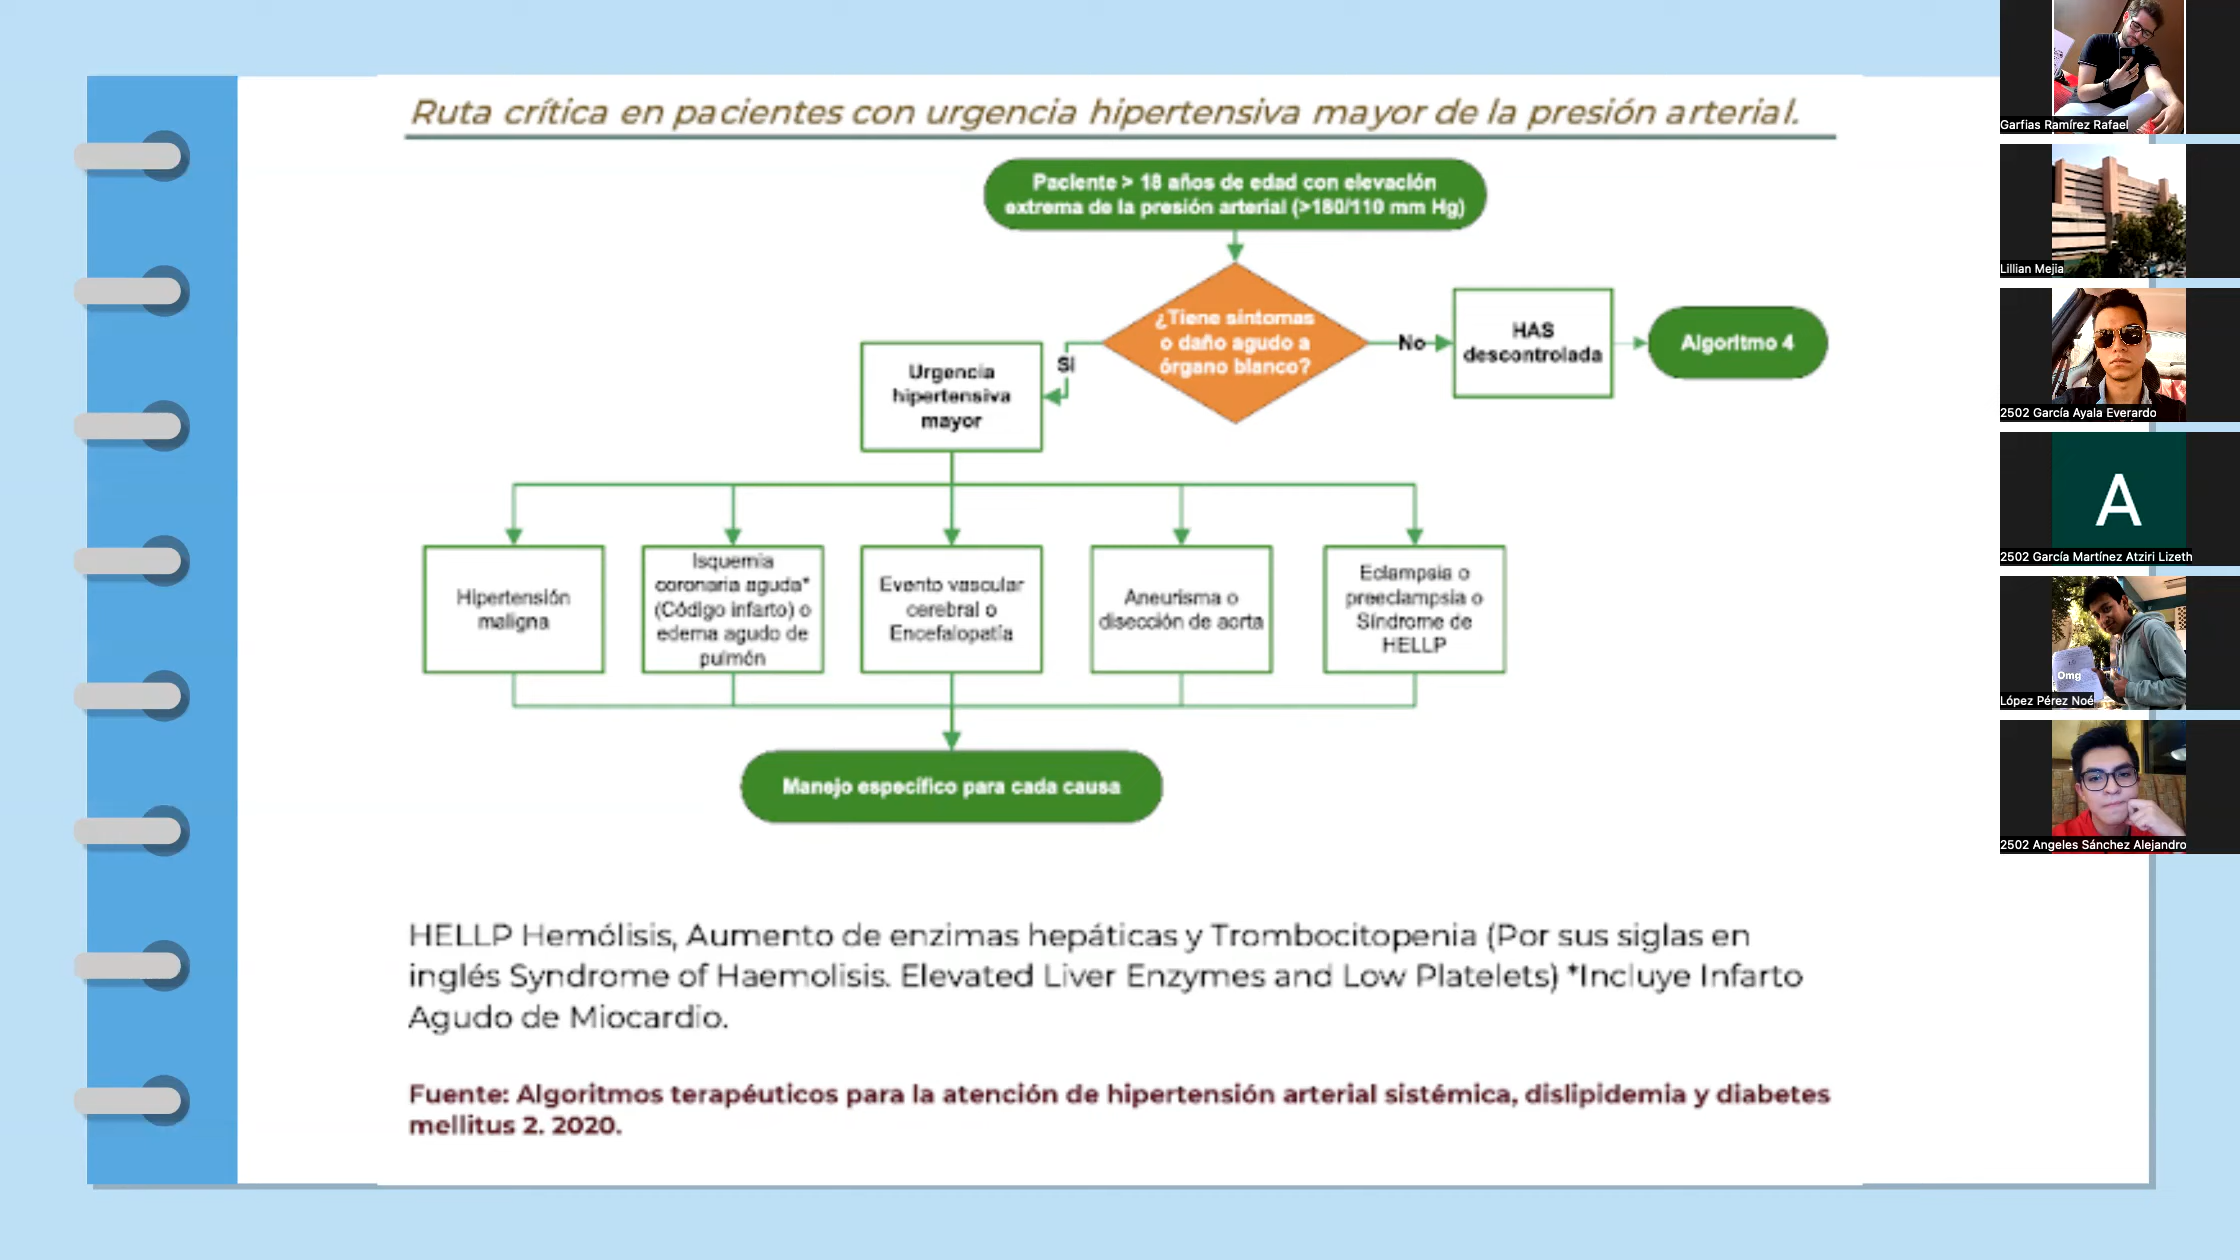 Ruta crítica en pacientes con urgencia hipertensiva mayor de la presión arterial.
Paciente > 18 años de edad con elevación
extrema de la presión arterial (>180/110 mm Hg)
¿Tiene síntomas
o daño agudo a
órgano blanco?
No
HAS
descontrolada
Algoritmo 4
Si
Urgencia
hipertensiva
mayor
Hipertensión
maligna
Isquemia
coronaria aguda*
(Código infarto) o
edema agudo de
pulmón
Evento vascular
cerebral o
Encefalopatía
Aneurisma o
disección de aorta
Eclampsia o
preeclampsia o
Síndrome de
HELLP
Manejo específico para cada causa
HELLP Hemólisis, Aumento de enzimas hepáticas y Trombocitopenia (Por sus siglas en
inglés Syndrome of Haemolisis. Elevated Liver Enzymes and Low Platelets) *Incluye Infarto
Agudo de Miocardio.
Fuente: Algoritmos terapéuticos para la atención de hipertensión arterial sistémica, dislipidemia y diabetes
mellitus 2. 2020.
Garfias Ramírez Rafael
Lillian Mejia
2502 García Ayala Everardo
A
2502 García Martínez Atziri Lizeth
Omg
López Pérez Noé
2502 Angeles Sánchez Alejandro